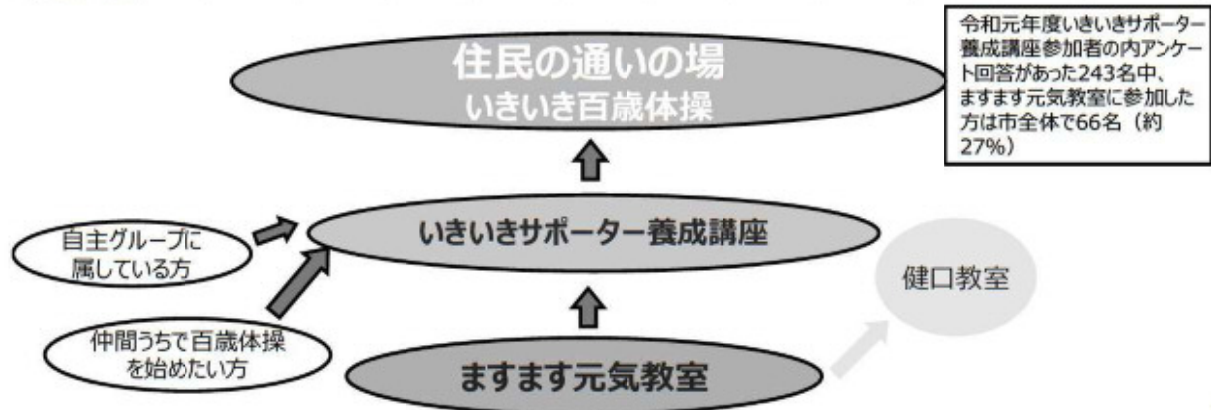 令和元年度いきいきサポーター
養成講座参加者の内アンケー
ト回答があった243名中、
ますます元気教室に参加した
方は市全体で66名（約
27%）
住民の通いの場
いきいき百歳体操
いきいきサポーター養成講座
自主グループに
属している方
健口教室
仲間うちで百歳体操
を始めたい方
ますます元気教室